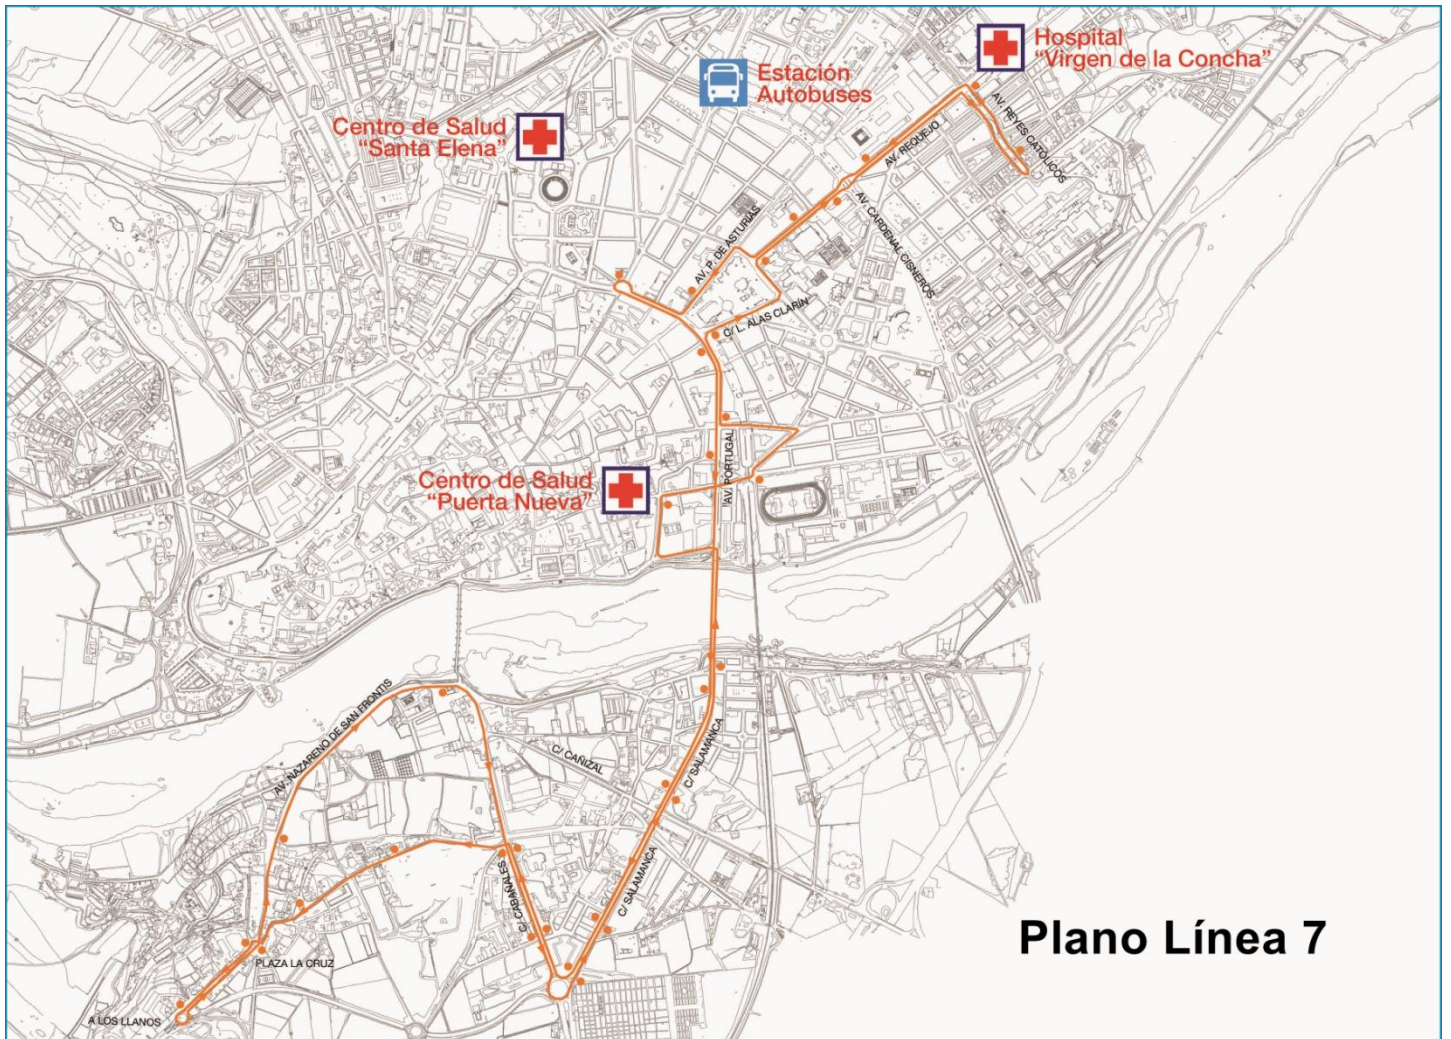 Hospital
"Virgen de la Concha"
Estación
Autobuses
Centro de Salud
"Santa Elena"
AV. REYES CATÓLICOS
AV. REQUEJO
AV. CARDENAL CISNEROS
AV. P. DE ASTURIAS
C/ L. ALAS CLARÍN
AV. PORTUGAL
Centro de Salud
"Puerta Nueva"
AV. NAZARENO DE SAN FRONTIS
C/ CAÑIZAL
C/ SALAMANCA
C/ SALAMANCA
C/ CABAÑALES
PLAZA LA CRUZ
A LOS LLANOS
Plano Línea 7